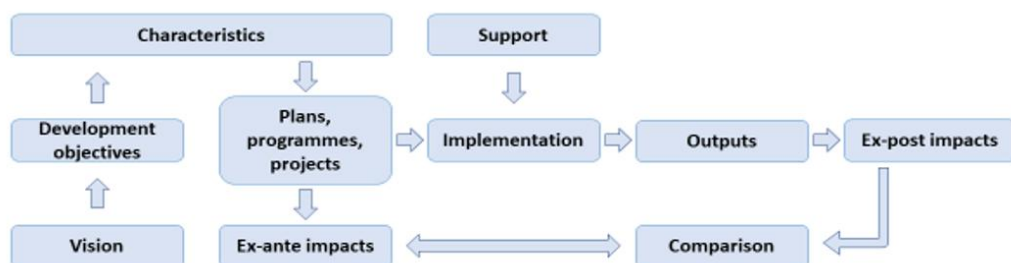 Characteristics
Support
Development
objectives
Plans,
programmes,
projects
Implementation
Outputs
Ex-post impacts
Vision
Ex-ante impacts
Comparison